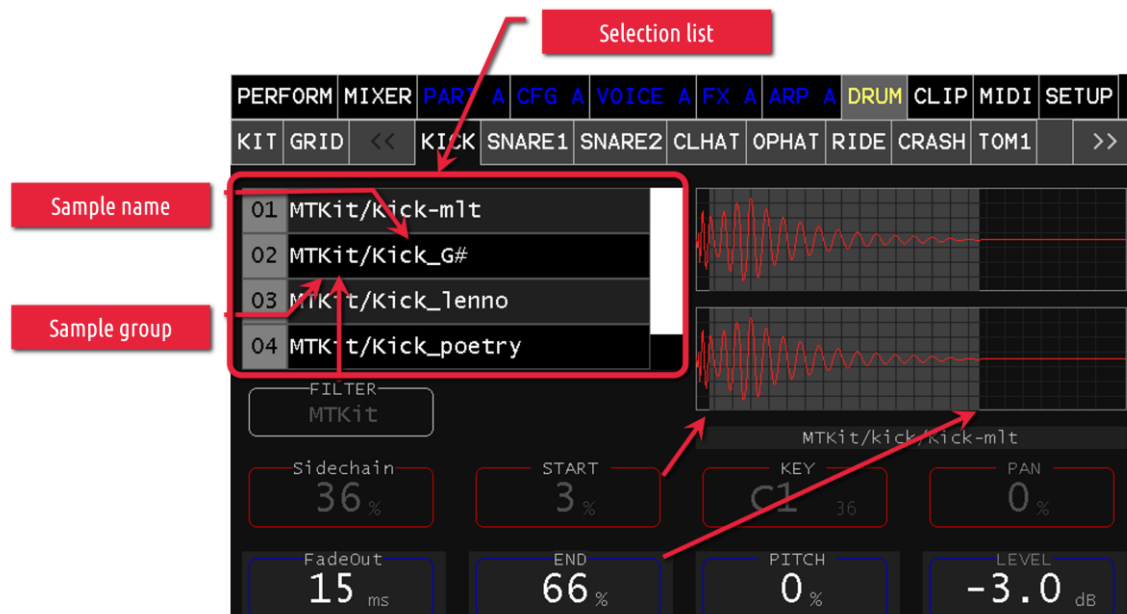 Selection list
PERFORM MIXER PART A CFG A VOICE A FX A ARP A DRUM CLIP MIDI SETUP
KIT GRID << KICK SNARE1 SNARE2 CLHAT OPHAT RIDE CRASH TOM1 >>
Sample name
01 MTKit/Kick-mlt
02 MTKit/Kick_G#
03 MTKit/Kick_lenno
Sample group
04 MTKit/Kick_poetry
FILTER
MTKit
MTKit/kick/Kick-mlt
Sidechain START KEY PAN
36 % 3 % C1 36 0 %
FadeOut END PITCH LEVEL
15 ms 66 % 0 % -3.0 dB